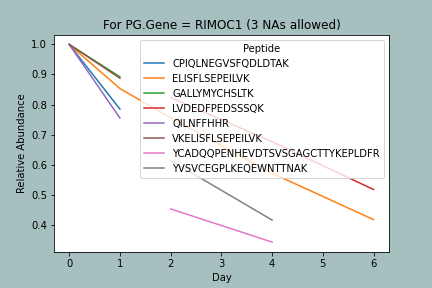 For PG.Gene = RIMOC1 (3 NAs allowed)
Relative Abundance
1.0
0.9
0.8
0.7
0.6
0.5
0.4
Peptide
CPIQLNEGVSFQDLDTAK
ELISFLSEPEILVK
GALLYMYCHSLTK
LVDEDFPEDSSSQK
QILNFFHHR
VKELISFLSEPEILVK
YCADQQPENHEVDTSVSGAGCTTYKEPLDFR
YVSVCEGPLKEQEWNTTNAK
0 1 2 3 4 5 6
Day